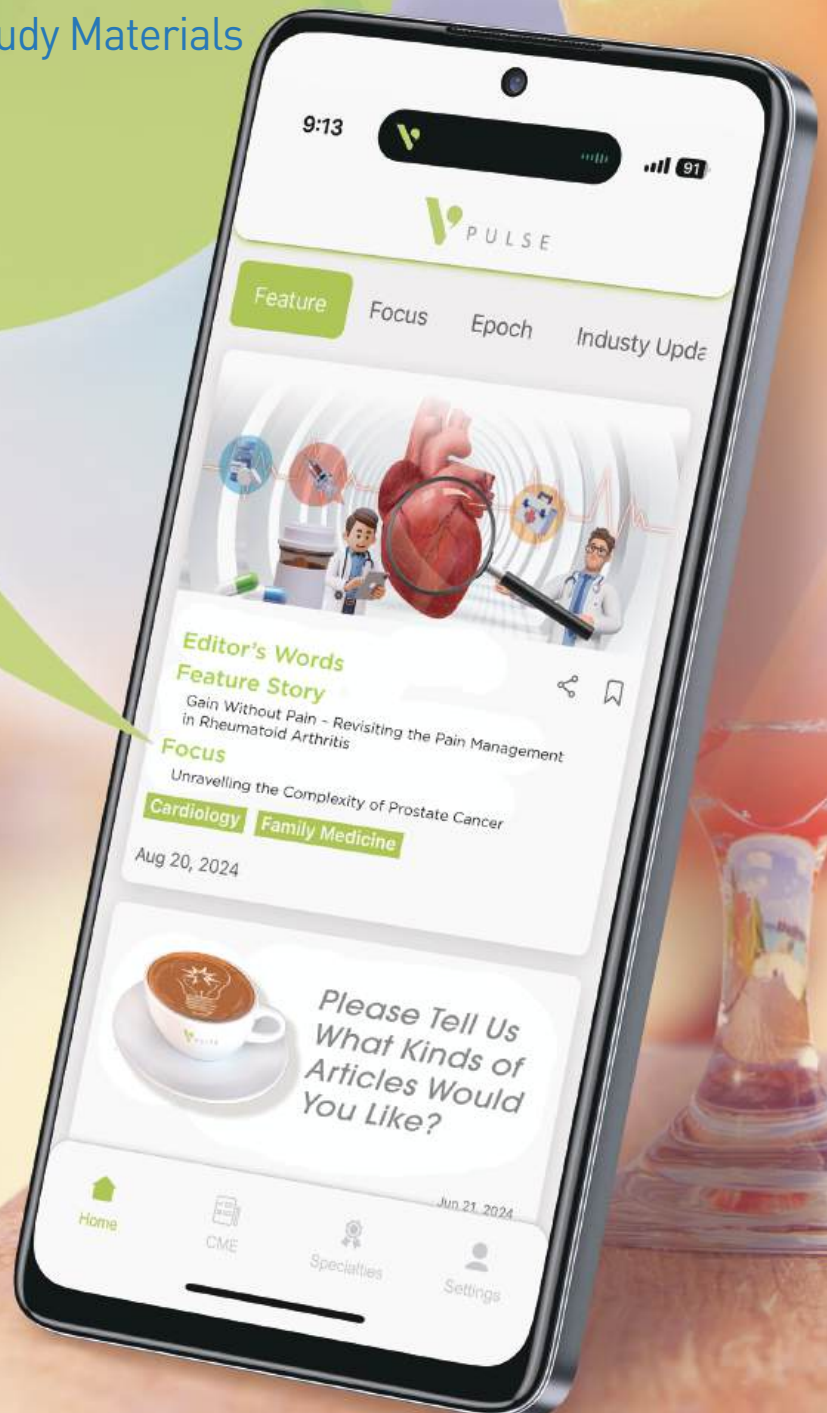 udy Materials
9:13
91
V PULSE
Feature
Focus
Epoch
Industy Upda
Editor's Words
Feature Story
Gain Without Pain – Revisiting the Pain Management
in Rheumatoid Arthritis
Focus
Unravelling the Complexity of Prostate Cancer
Cardiology
Family Medicine
Aug 20, 2024
V PULSE
Please Tell Us
What Kinds of
Articles Would
You Like?
Jun 21, 2024
Home
CME
Specialties
Settings